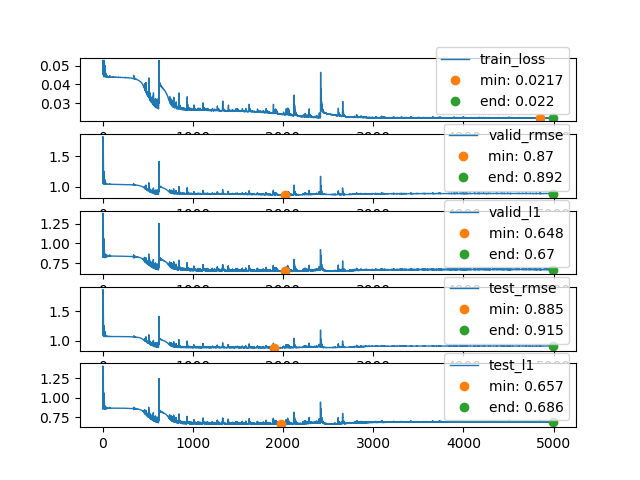 0.05
0.04
0.03
train_loss
min: 0.0217
end: 0.022
1.5
1.0
valid_rmse
min: 0.87
end: 0.892
1.25
1.00
0.75
valid_l1
min: 0.648
end: 0.67
1.5
1.0
test_rmse
min: 0.885
end: 0.915
1.25
1.00
0.75
test_l1
min: 0.657
end: 0.686
0 1000 2000 3000 4000 5000